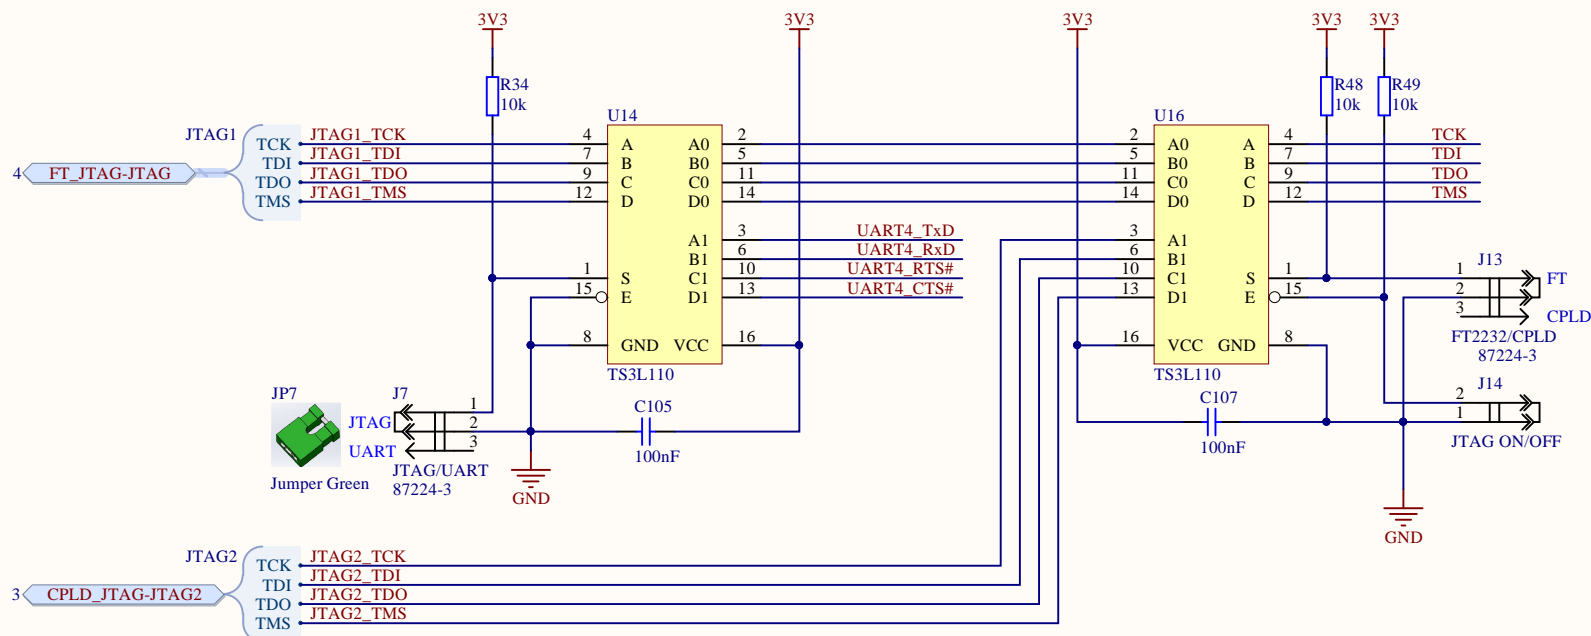 3V3 3V3 3V3 3V3 3V3
R34 R48 R49
10k 10k 10k
U14 U16
JTAG1 TCK JTAG1_TCK 4 A A0 2 2 A0 A 4 TCK
TDI JTAG1_TDI 7 B B0 5 5 B0 B 7 TDI
4 FT_JTAG-JTAG
TDO JTAG1_TDO 9 C C0 11 11 C0 C 9 TDO
TMS JTAG1_TMS 12 D D0 14 14 D0 D 12 TMS
A1 3 UART4_TxD 3 A1
B1 6 UART4_RxD 6 B1
1 S C1 10 UART4_RTS# 10 C1 S 1
15 E D1 13 UART4_CTS# 13 D1 E 15
J13
1 FT
2
3 CPLD
FT2232/CPLD
87224-3
8 GND VCC 16 16 VCC GND 8
TS3L110 TS3L110
JP7 J7 C105 C107 J14
1 2
JTAG 2 1
UART 3
100nF 100nF JTAG ON/OFF
JTAG/UART
Jumper Green 87224-3
GND GND
JTAG2 TCK JTAG2_TCK
TDI JTAG2_TDI
3 CPLD_JTAG-JTAG2
TDO JTAG2_TDO
TMS JTAG2_TMS